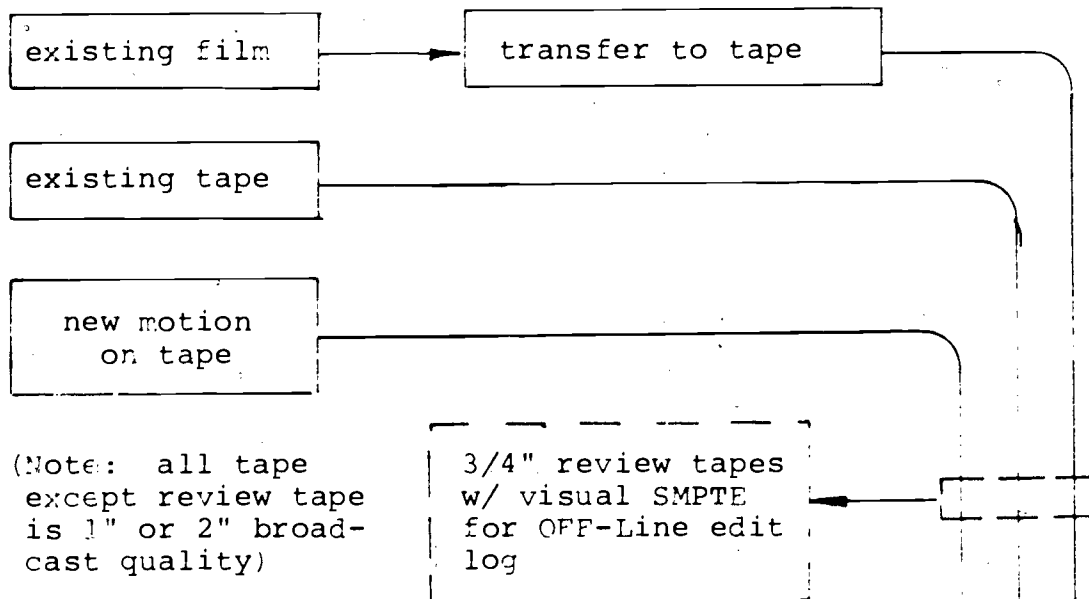 existing film
transfer to tape
existing tape
new motion
on tape
(Note: all tape
except review tape
is 1" or 2" broad-
cast quality)
3/4" review tapes
w/ visual SMPTE
for OFF-Line edit
log